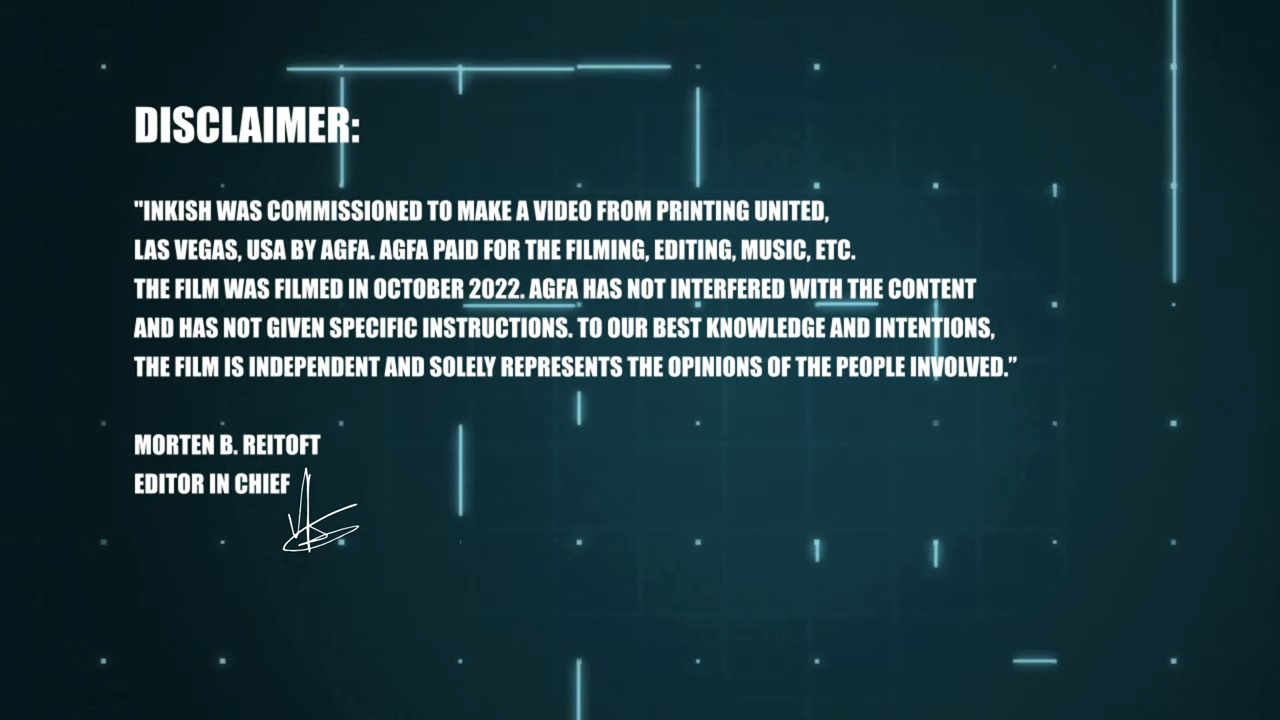 DISCLAIMER:
"INKISH WAS COMMISSIONED TO MAKE A VIDEO FROM PRINTING UNITED,
LAS VEGAS, USA BY AGFA. AGFA PAID FOR THE FILMING, EDITING, MUSIC, ETC.
THE FILM WAS FILMED IN OCTOBER 2022. AGFA HAS NOT INTERFERED WITH THE CONTENT
AND HAS NOT GIVEN SPECIFIC INSTRUCTIONS. TO OUR BEST KNOWLEDGE AND INTENTIONS,
THE FILM IS INDEPENDENT AND SOLELY REPRESENTS THE OPINIONS OF THE PEOPLE INVOLVED.”
MORTEN B. REITOFT
EDITOR IN CHIEF